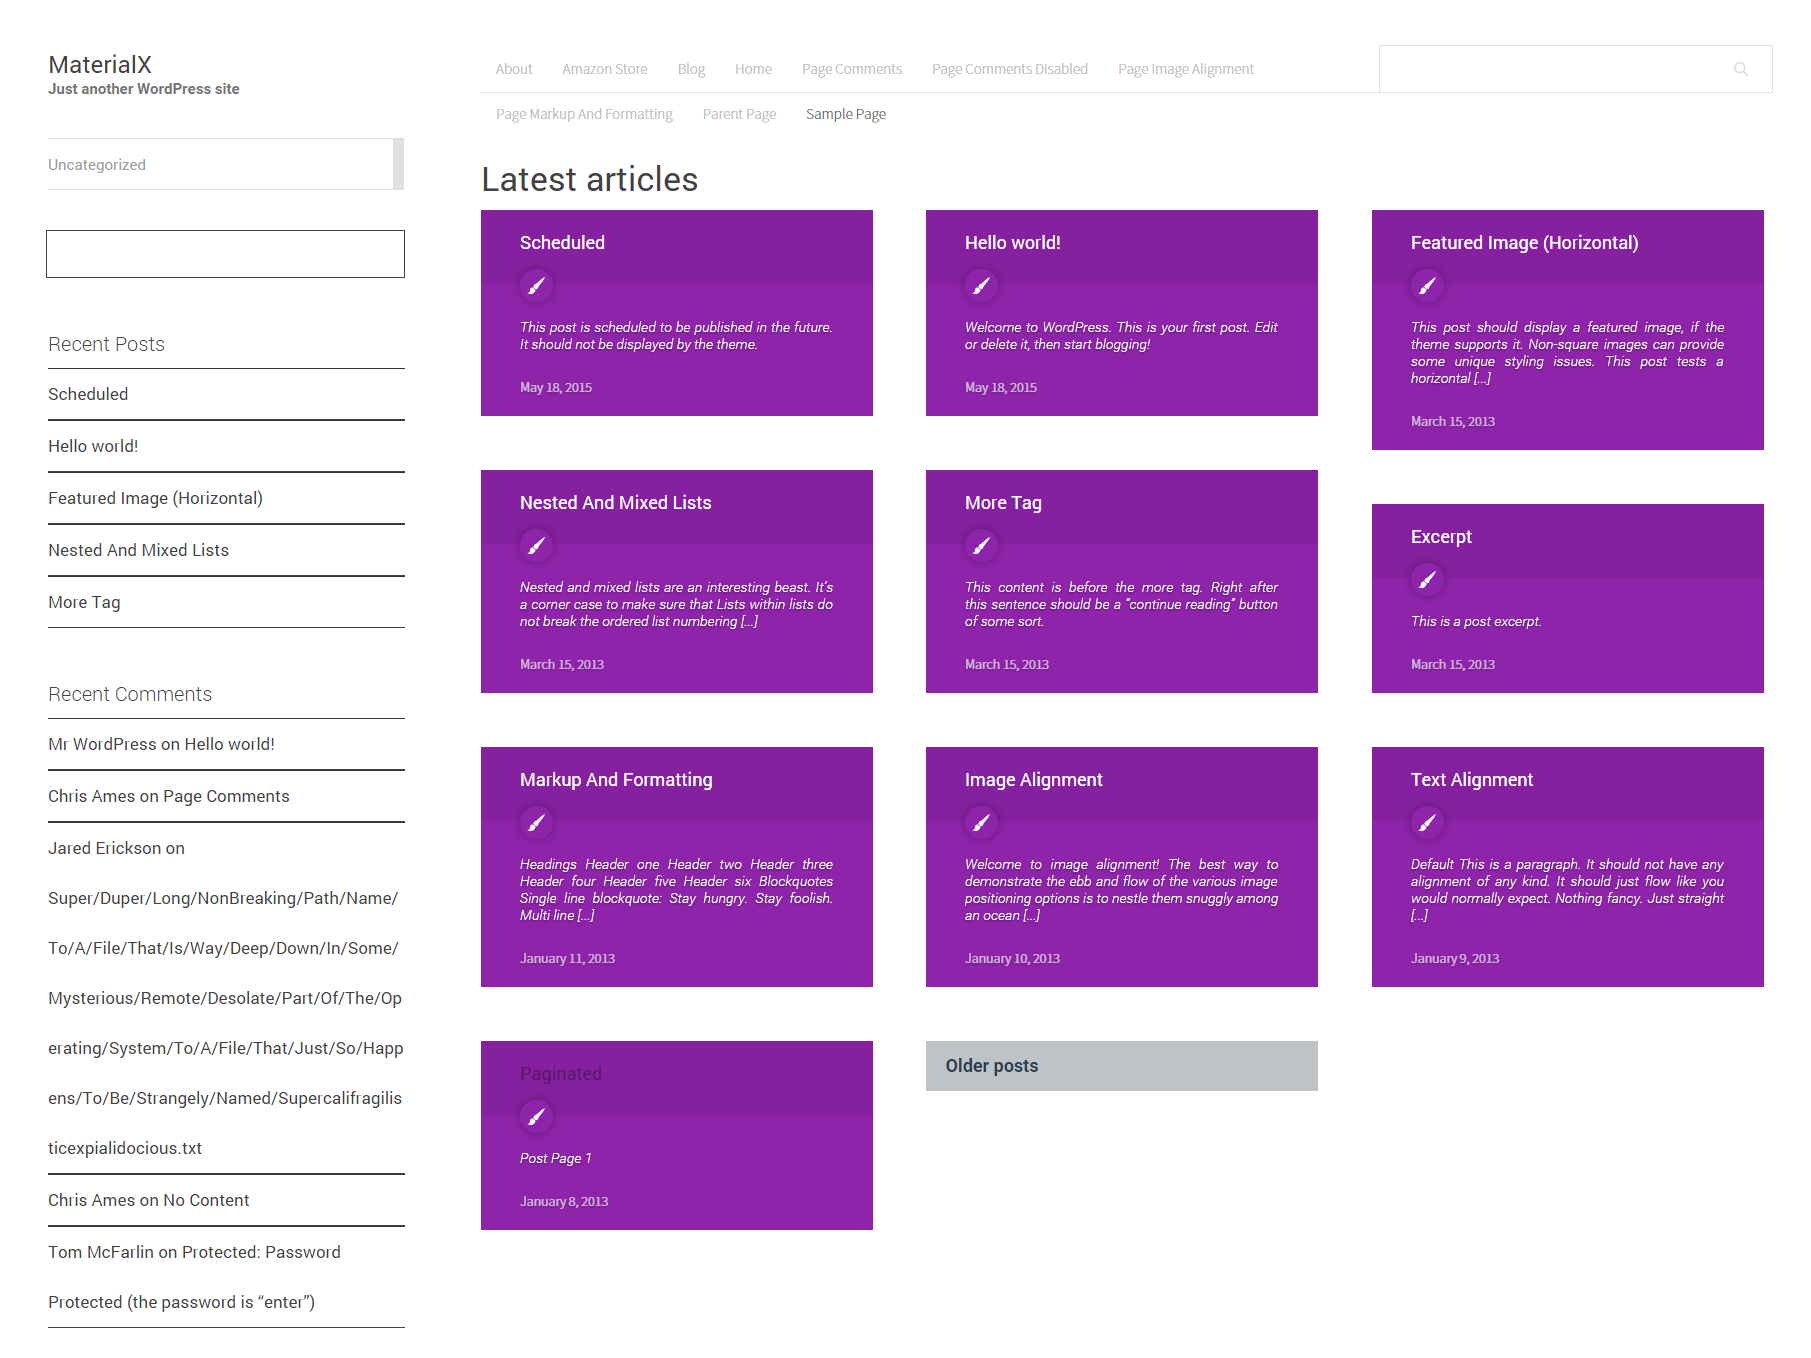 MaterialX
Just another WordPress site
Uncategorized
Recent Posts
Scheduled
Hello world!
Featured Image (Horizontal)
Nested And Mixed Lists
More Tag
Recent Comments
Mr WordPress on Hello world!
Chris Ames on Page Comments
Jared Erickson on
Super/Duper/Long/NonBreaking/Path/Name/
To/A/File/That/Is/Way/Deep/Down/In/Some/
Mysterious/Remote/Desolate/Part/Of/The/Op
erating/System/To/A/File/That/Just/So/Happ
ens/To/Be/Strangely/Named/Supercalifragilis
ticexpialidocious.txt
Chris Ames on No Content
Tom McFarlin on Protected: Password
Protected (the password is “enter”)
About Amazon Store Blog Home Page Comments Page Comments Disabled Page Image Alignment
Page Markup And Formatting Parent Page Sample Page
Latest articles
Scheduled
This post is scheduled to be published in the future.
It should not be displayed by the theme.
May 18, 2015
Hello world!
Welcome to WordPress. This is your first post. Edit
or delete it, then start blogging!
May 18, 2015
Featured Image (Horizontal)
This post should display a featured image, if the
theme supports it. Non-square images can provide
some unique styling issues. This post tests a
horizontal [...]
March 15, 2013
Nested And Mixed Lists
Nested and mixed lists are an interesting beast. It’s
a corner case to make sure that Lists within lists do
not break the ordered list numbering [...]
March 15, 2013
More Tag
This content is before the more tag. Right after
this sentence should be a “continue reading” button
of some sort.
March 15, 2013
Excerpt
This is a post excerpt.
March 15, 2013
Markup And Formatting
Headings Header one Header two Header three
Header four Header five Header six Blockquotes
Single line blockquote: Stay hungry. Stay foolish.
Multi line [...]
January 11, 2013
Image Alignment
Welcome to image alignment! The best way to
demonstrate the ebb and flow of the various image
positioning options is to nestle them snuggly among
an ocean [...]
January 10, 2013
Text Alignment
Default This is a paragraph. It should not have any
alignment of any kind. It should just flow like you
would normally expect. Nothing fancy. Just straight
[...]
January 9, 2013
Paginated
Post Page 1
January 8, 2013
Older posts